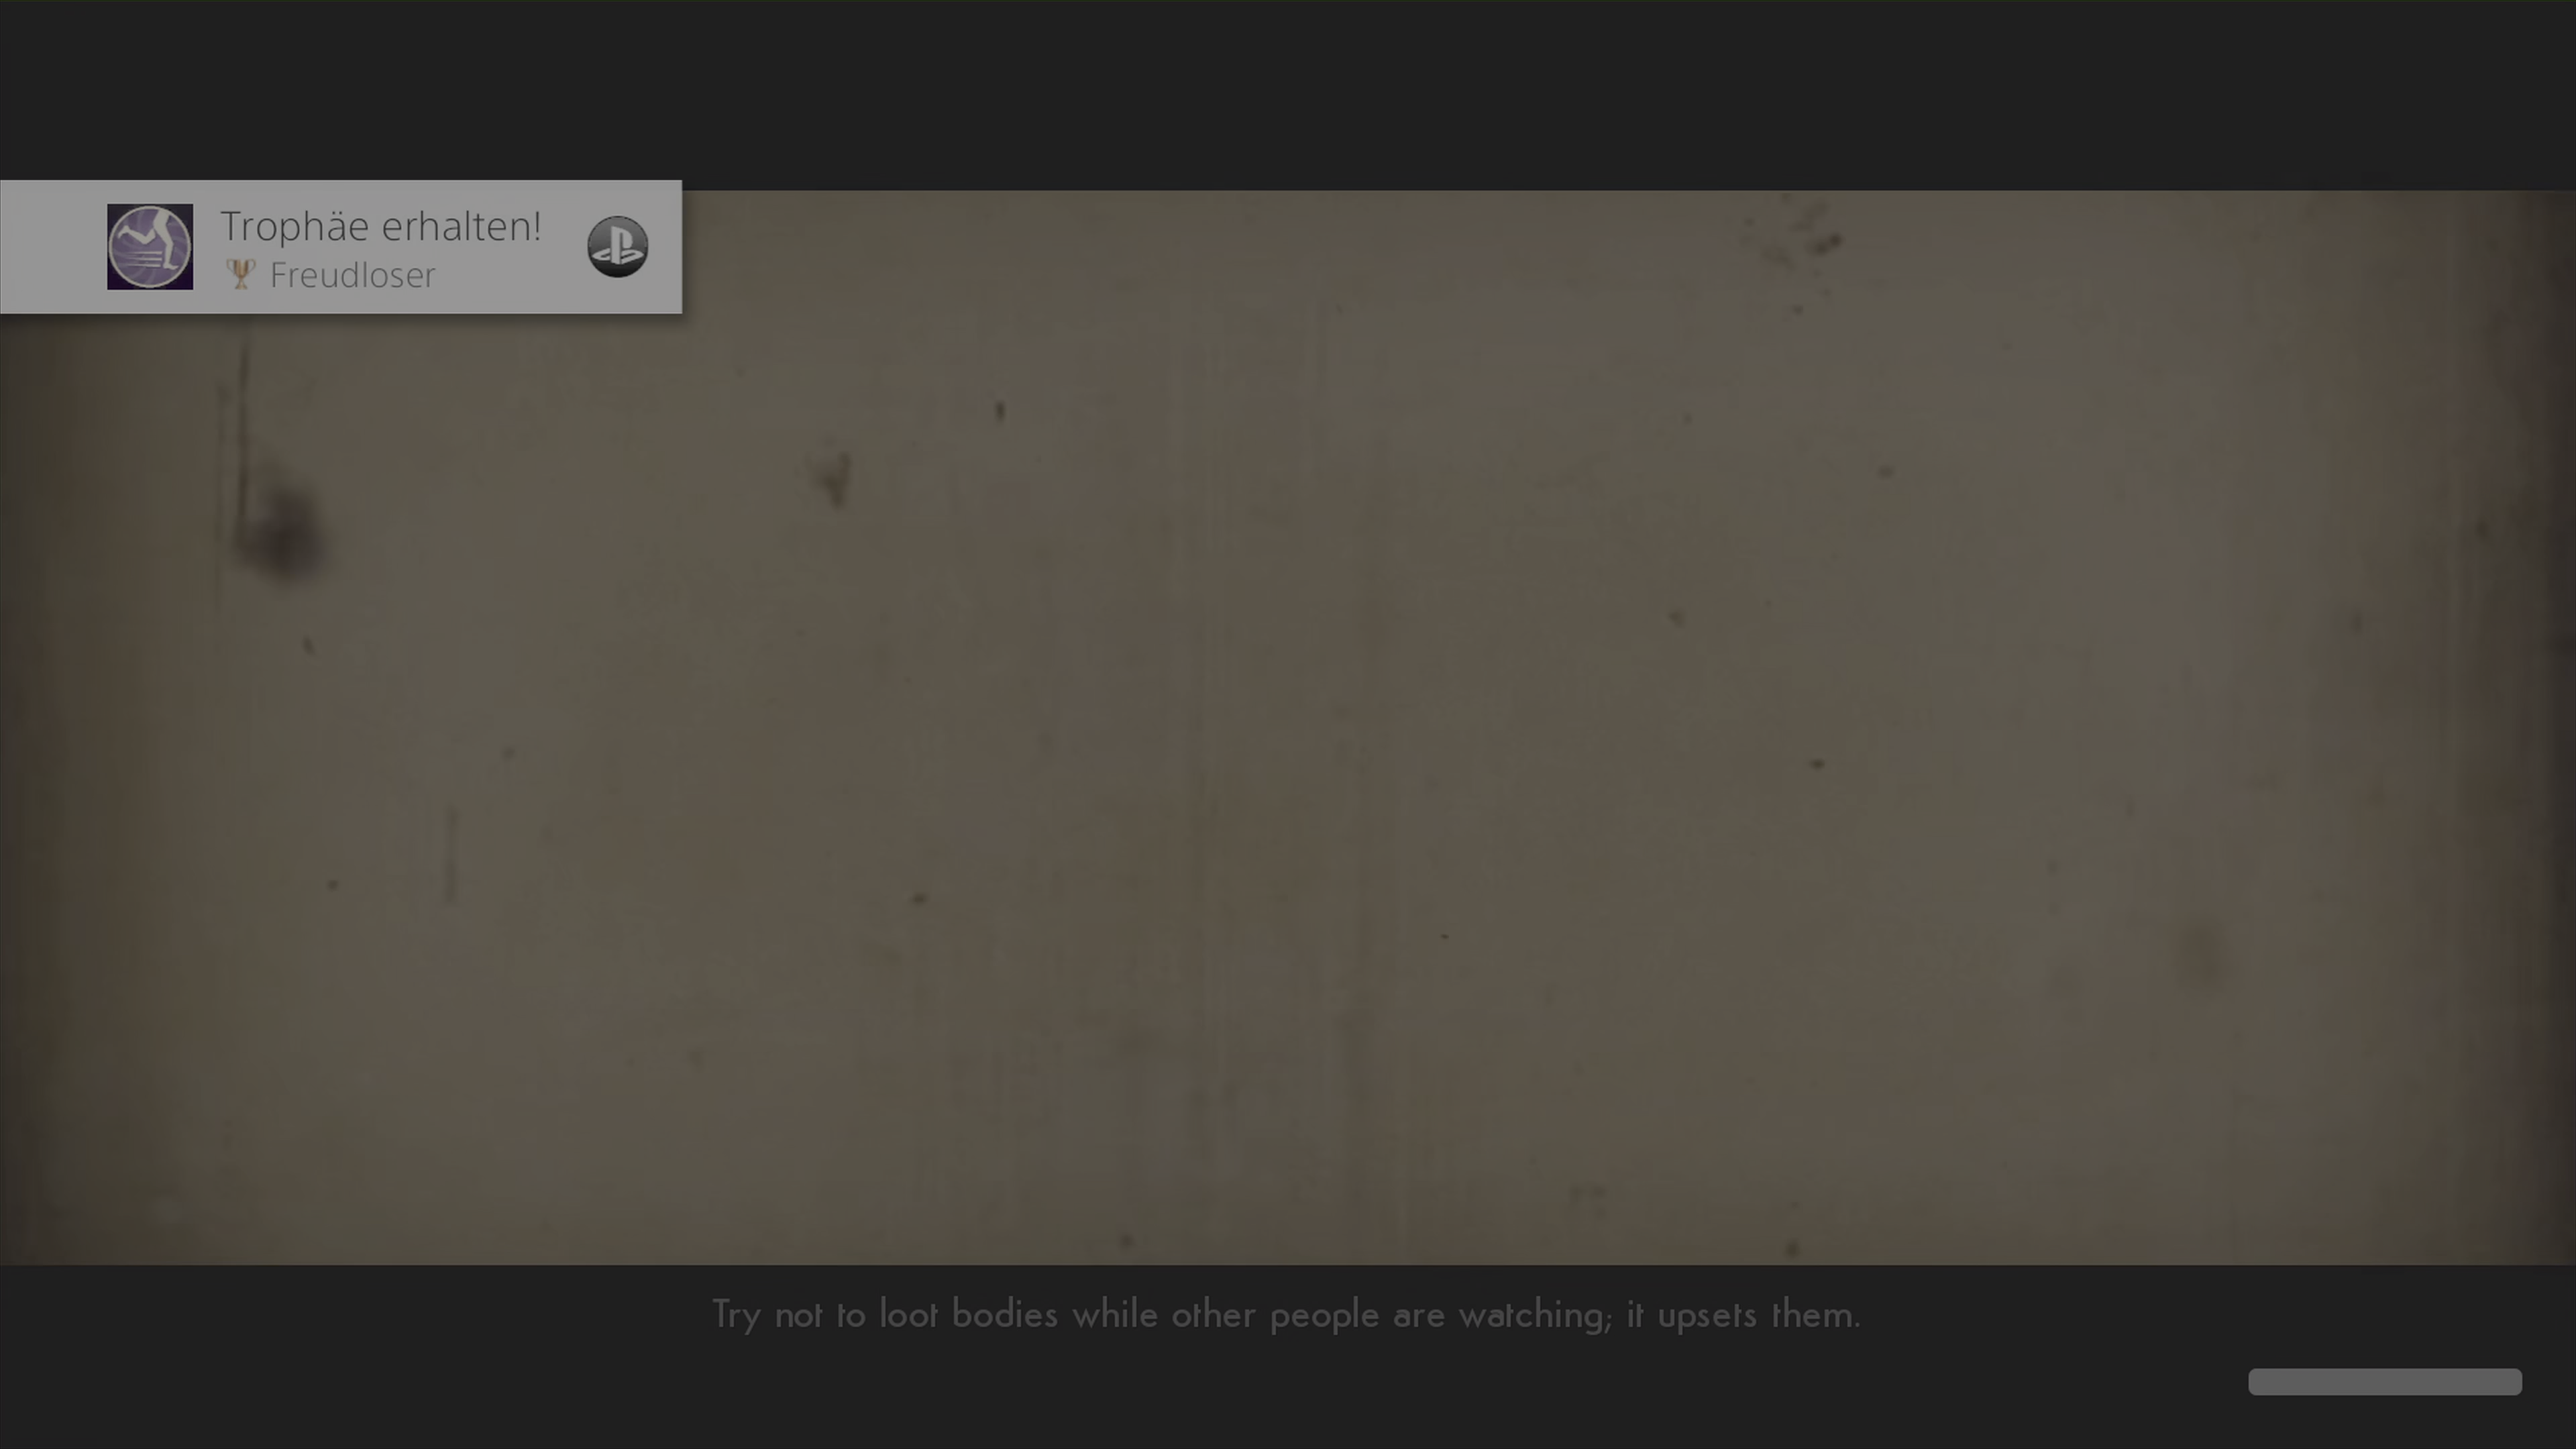 Trophäe erhalten!
Freudloser
Try not to loot bodies while other people are watching; it upsets them.